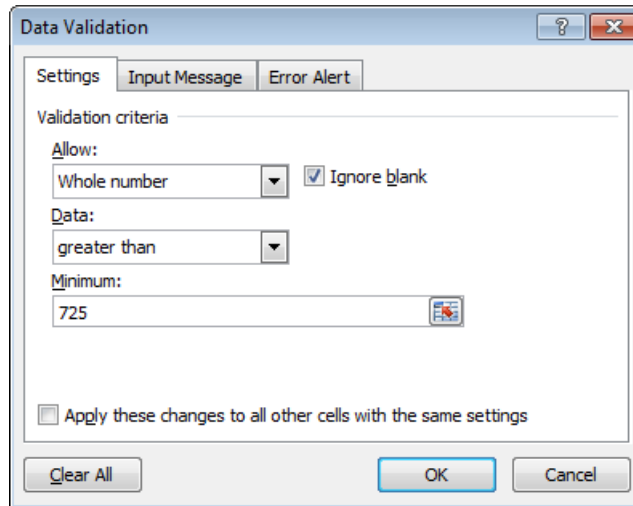 Data Validation
?
Settings Input Message Error Alert
Validation criteria
Allow:
Whole number Ignore blank
Data:
greater than
Minimum:
725
Apply these changes to all other cells with the same settings
Clear All OK Cancel